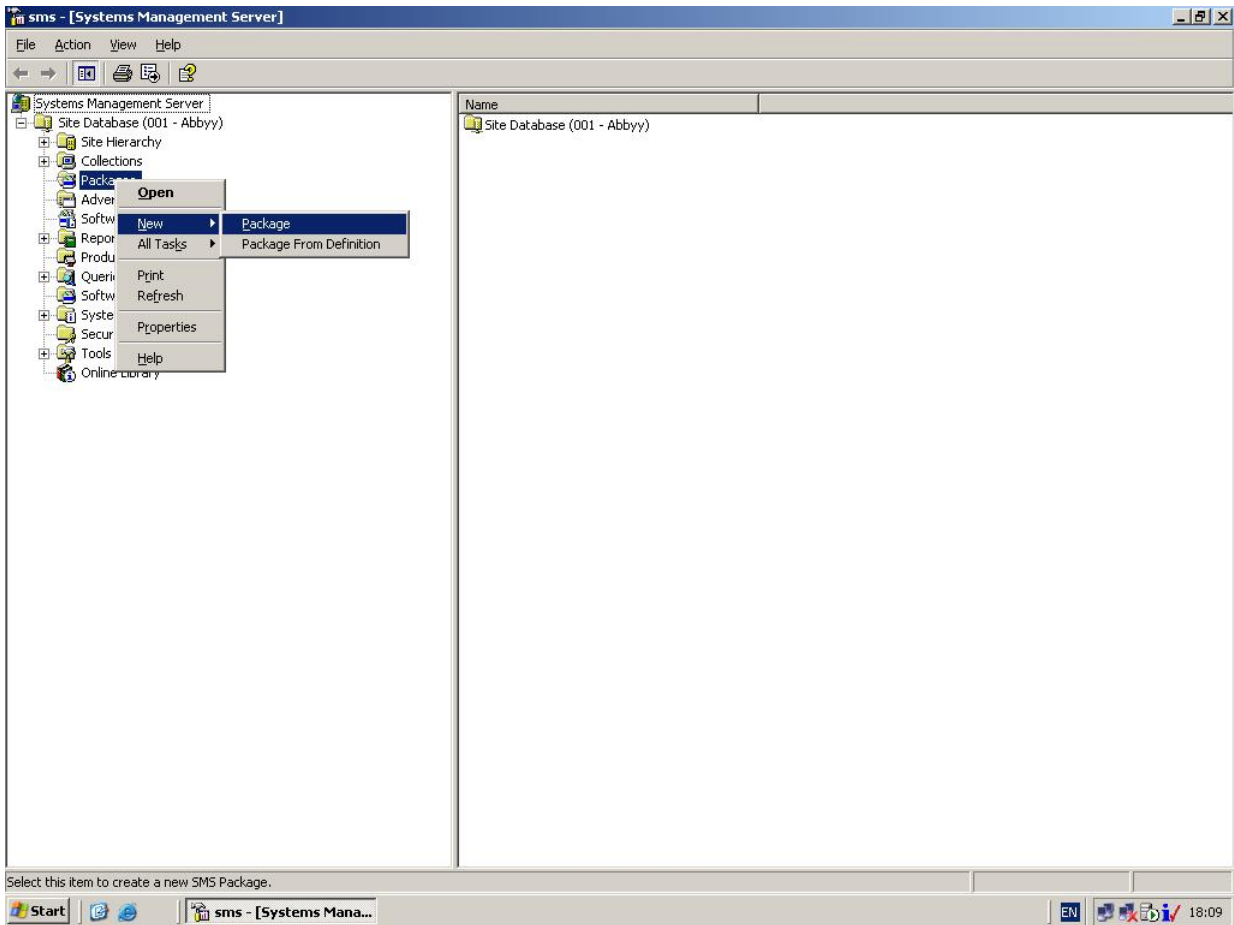 sms - [Systems Management Server]
File Action View Help
Systems Management Server
Name
Site Database (001 - Abbyy)
Site Database (001 - Abbyy)
Site Hierarchy
Collections
Packages
Open
Adver
Softw
New
Package
Repor
All Tasks
Package From Definition
Produ
Queri
Print
Softw
Refresh
Syste
Properties
Secur
Tools
Help
Online Library
Select this item to create a new SMS Package.
Start
sms - [Systems Mana...
EN
18:09